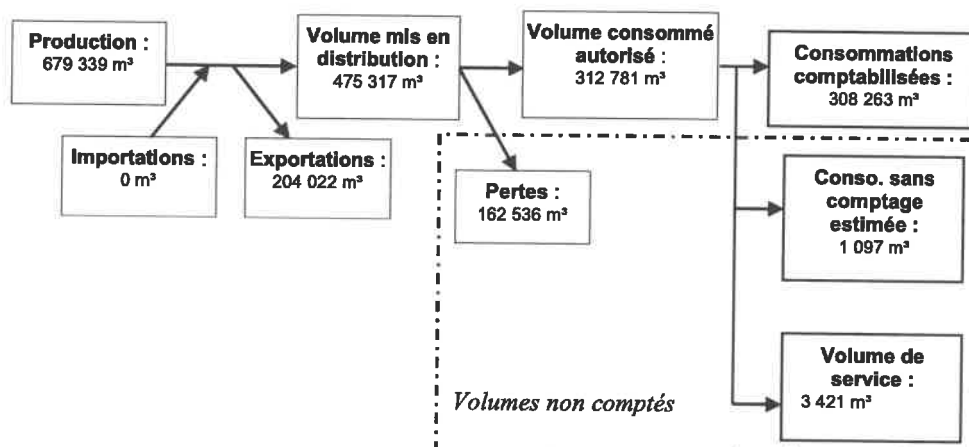 Production :
679 339 m³
Importations :
0 m³
Exportations :
204 022 m³
Volume mis en
distribution :
475 317 m³
Pertes :
162 536 m³
Volume consommé
autorisé :
312 781 m³
Consommations
comptabilisées :
308 263 m³
Conso. sans
comptage
estimée :
1 097 m³
Volume de
service :
3 421 m³
Volumes non comptés